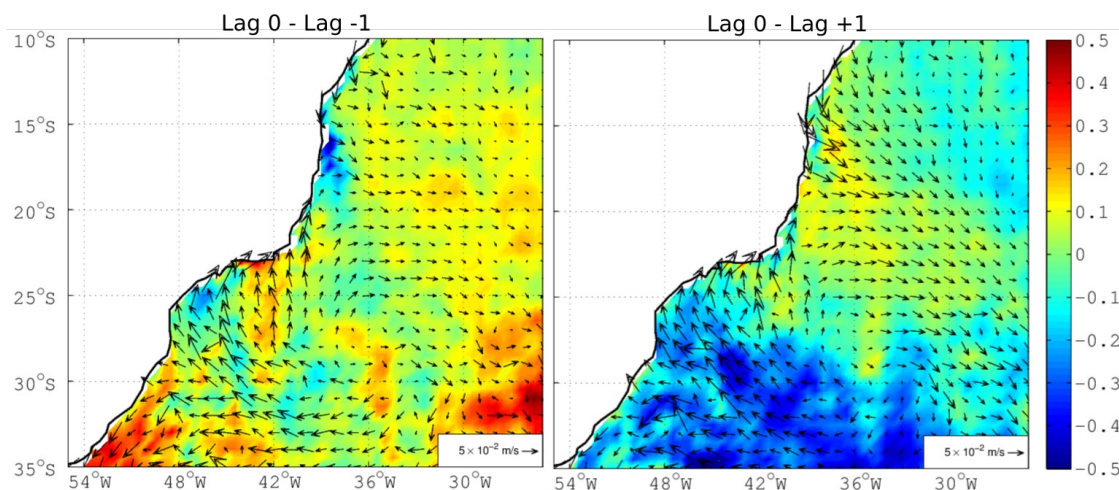 Lag 0 - Lag -1
Lag 0 - Lag +1
10°S
15°S
20°S
25°S
30°S
35°S
54°W 48°W 42°W 36°W 30°W
5 × 10⁻² m/s
54°W 48°W 42°W 36°W 30°W
5 × 10⁻² m/s
0.5
0.4
0.3
0.2
0.1
0
−0.1
−0.2
−0.3
−0.4
−0.5